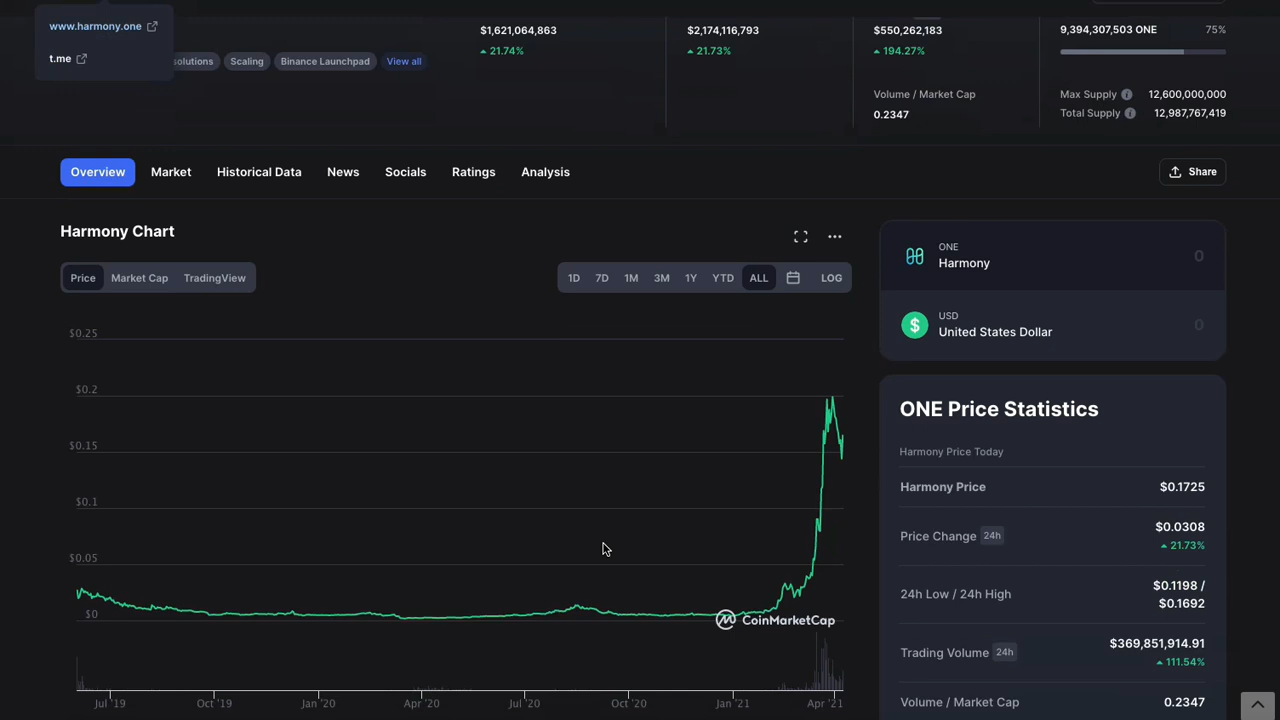 www.harmony.one
t.me
olutions Scaling Binance Launchpad View all
$1,621,064,863
21.74%
$2,174,116,793
21.73%
$550,262,183
194.27%
Volume / Market Cap
0.2347
9,394,307,503 ONE 75%
Max Supply 12,600,000,000
Total Supply 12,987,767,419
Overview Market Historical Data News Socials Ratings Analysis Share
Harmony Chart
Price Market Cap TradingView
1D 7D 1M 3M 1Y YTD ALL LOG
$0.25
$0.2
$0.15
$0.1
$0.05
$0
CoinMarketCap
Jul '19 Oct '19 Jan '20 Apr '20 Jul '20 Oct '20 Jan '21 Apr '21
ONE
Harmony 0
USD
United States Dollar 0
ONE Price Statistics
Harmony Price Today
Harmony Price $0.1725
Price Change 24h $0.0308
21.73%
24h Low / 24h High $0.1198 /
$0.1692
Trading Volume 24h $369,851,914.91
111.54%
Volume / Market Cap 0.2347